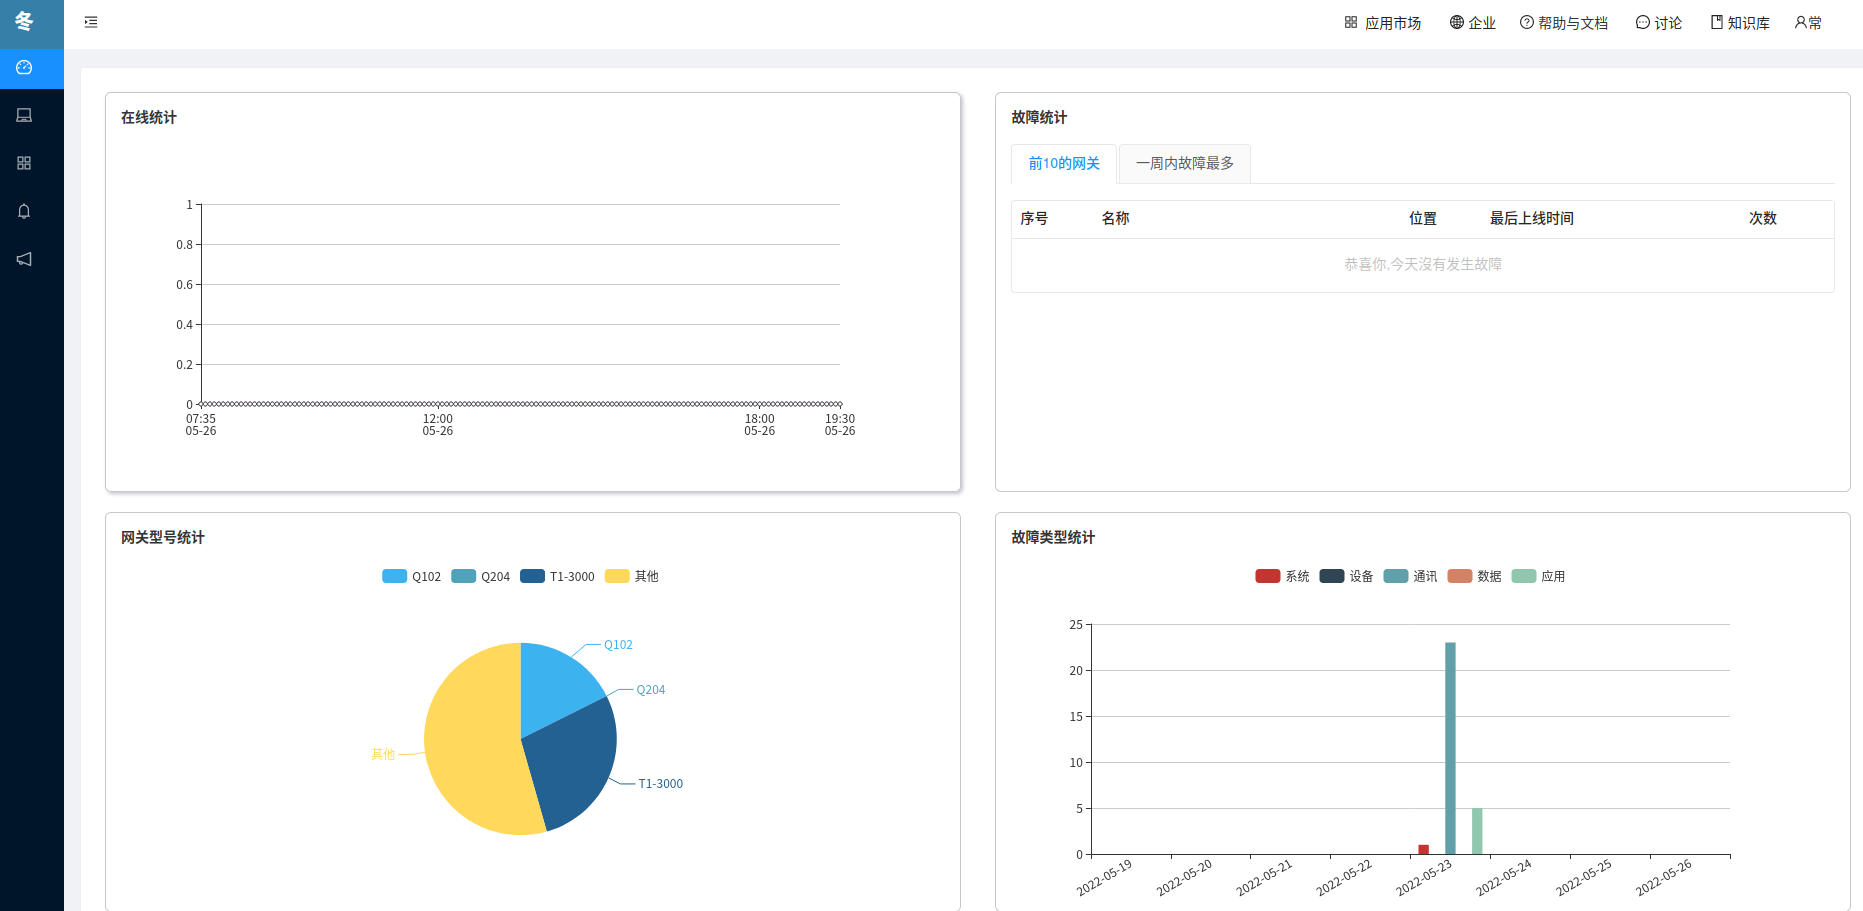 冬
应用市场 企业 帮助与文档 讨论 知识库 常
在线统计
1
0.8
0.6
0.4
0.2
0
07:35 12:00 18:00 19:30
05-26 05-26 05-26 05-26
故障统计
前10的网关 一周内故障最多
序号 名称 位置 最后上线时间 次数
恭喜你,今天沒有发生故障
网关型号统计
Q102 Q204 T1-3000 其他
Q102
Q204
其他
T1-3000
故障类型统计
系统 设备 通讯 数据 应用
25
20
15
10
5
0
2022-05-19 2022-05-20 2022-05-21 2022-05-22 2022-05-23 2022-05-24 2022-05-25 2022-05-26